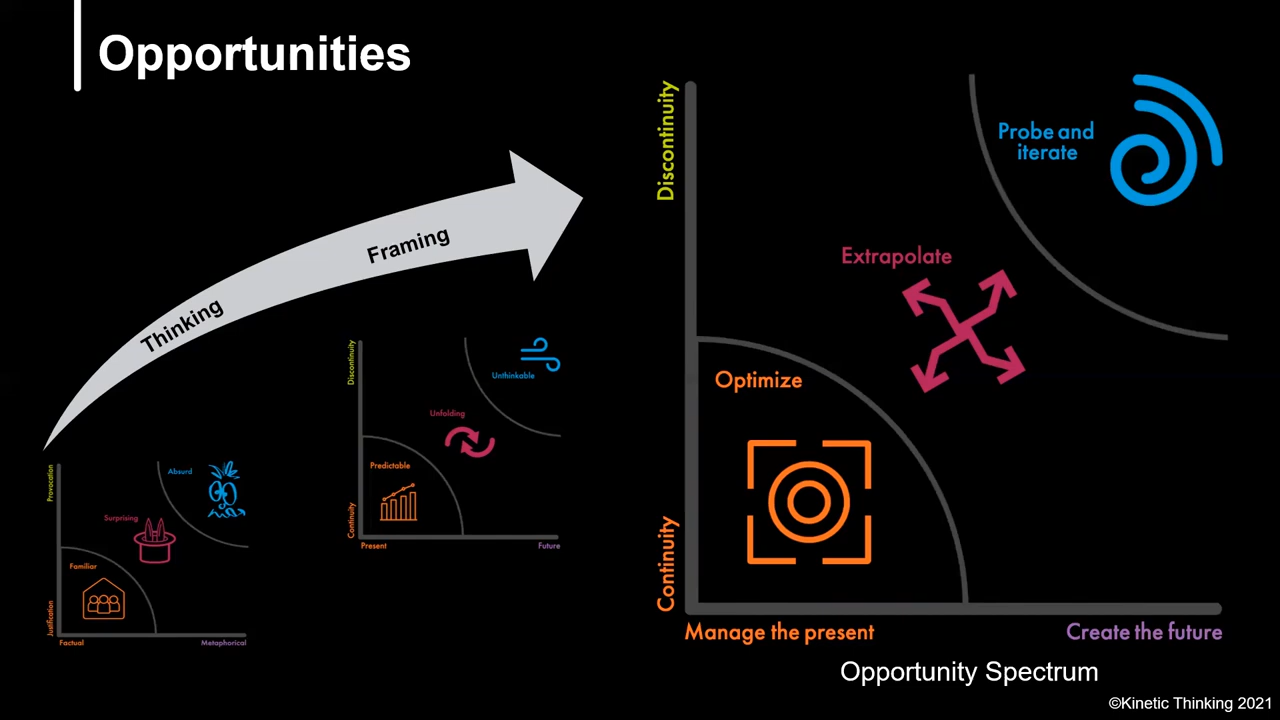 Opportunities
Thinking
Framing
Provocation
Justification
Absurd
Surprising
Familiar
Factual
Metaphorical
Discontinuity
Continuity
Unthinkable
Unfolding
Predictable
Present
Future
Discontinuity
Continuity
Probe and
iterate
Extrapolate
Optimize
Manage the present
Create the future
Opportunity Spectrum
©Kinetic Thinking 2021